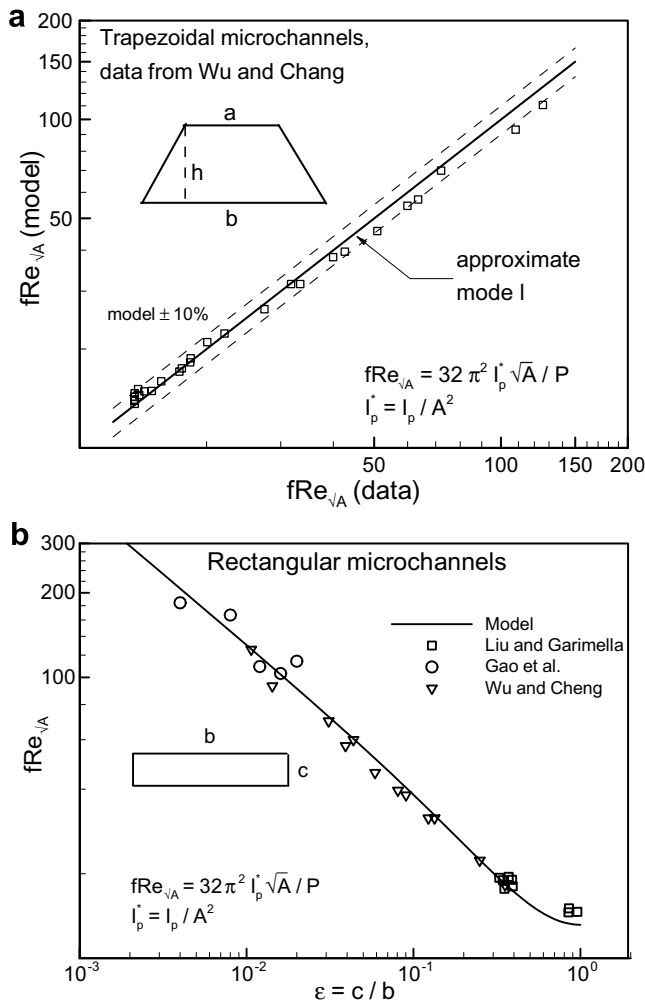 a
200
Trapezoidal microchannels,
data from Wu and Chang
150
100
50
fRe√A (model)
a
h
b
approximate
mode l
model ± 10%
fRe√A = 32 π² I*p √A / P
I*p = Ip / A²
50
100
150
200
fRe√A (data)
b
300
Rectangular microchannels
200
100
fRe√A
Model
Liu and Garimella
Gao et al.
Wu and Cheng
b
c
fRe√A = 32 π² I*p √A / P
I*p = Ip / A²
10⁻³
10⁻²
10⁻¹
10⁰
ε = c / b